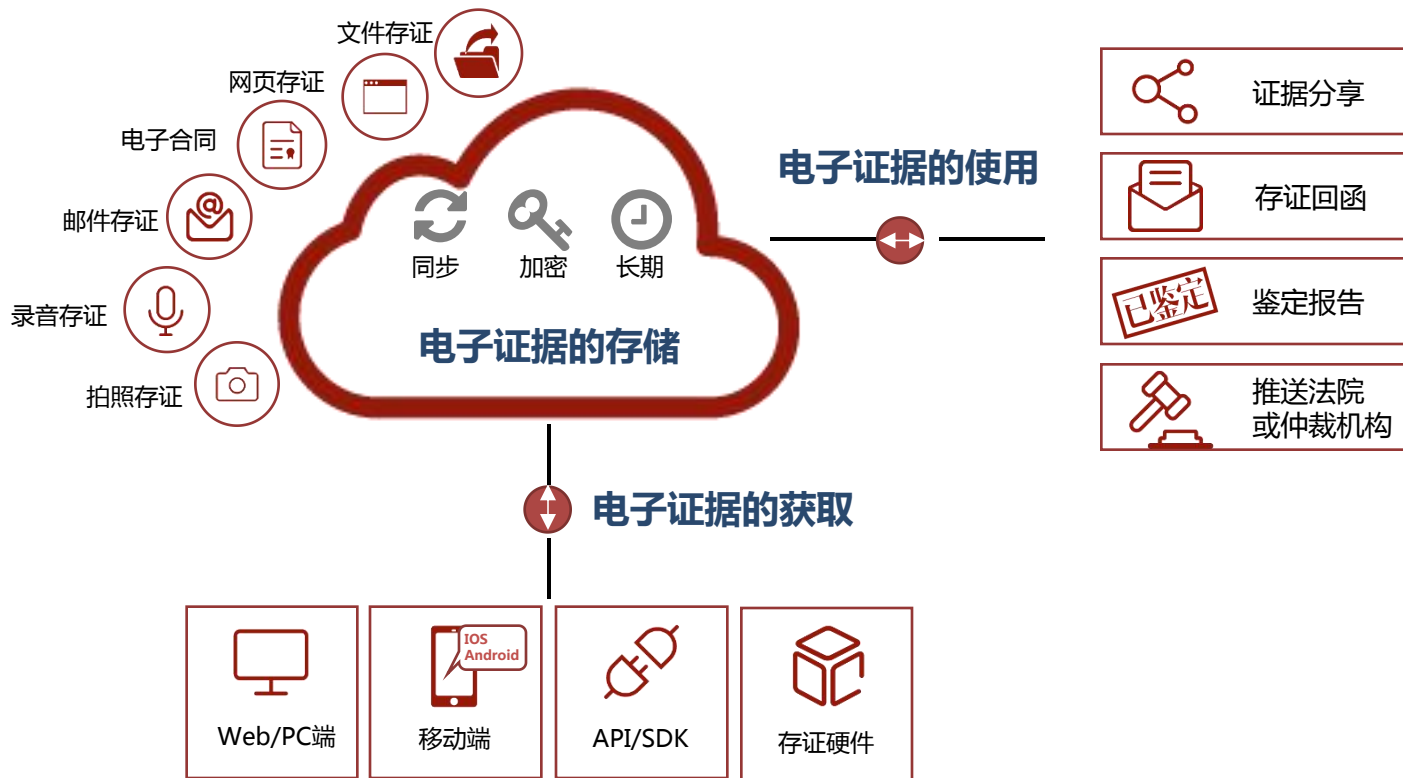 文件存证
网页存证
电子合同
邮件存证
录音存证
拍照存证
同步
加密
长期
电子证据的存储
电子证据的使用
证据分享
存证回函
已鉴定
鉴定报告
推送法院
或仲裁机构
电子证据的获取
Web/PC端
IOS
Android
移动端
API/SDK
存证硬件